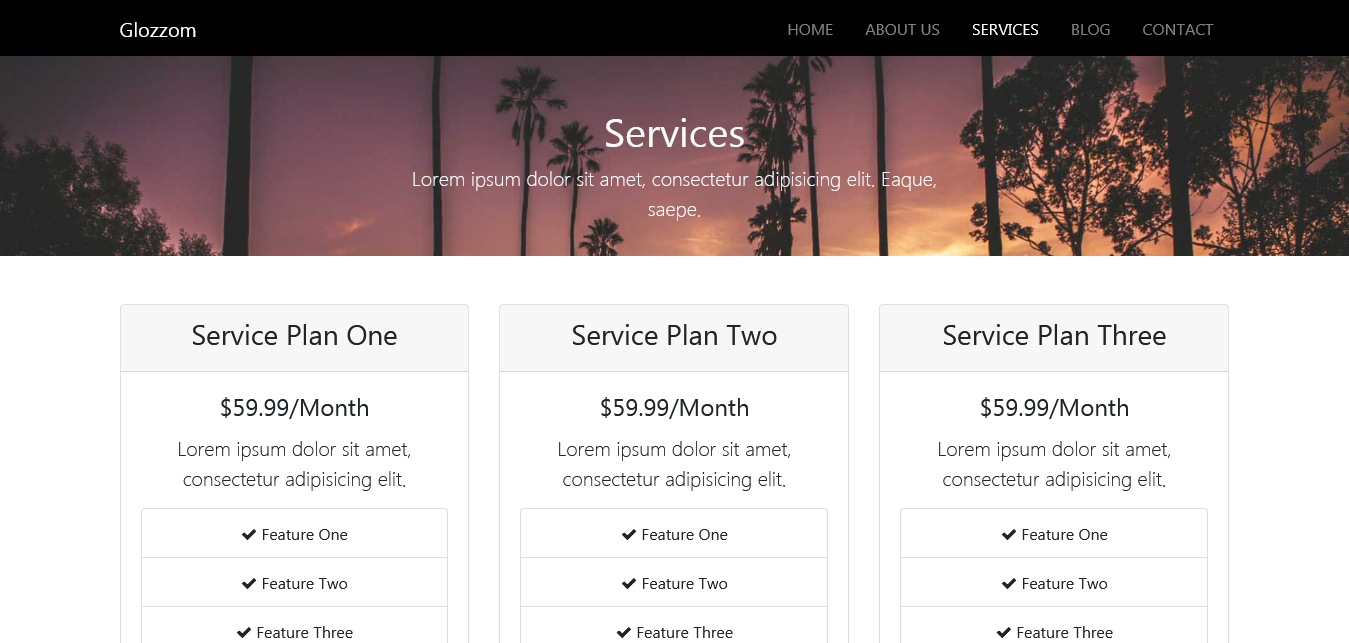 Glozzom
HOME ABOUT US SERVICES BLOG CONTACT
Services
Lorem ipsum dolor sit amet, consectetur adipisicing elit. Eaque,
saepe.
Service Plan One
$59.99/Month
Lorem ipsum dolor sit amet,
consectetur adipisicing elit.
Feature One
Feature Two
Feature Three
Service Plan Two
$59.99/Month
Lorem ipsum dolor sit amet,
consectetur adipisicing elit.
Feature One
Feature Two
Feature Three
Service Plan Three
$59.99/Month
Lorem ipsum dolor sit amet,
consectetur adipisicing elit.
Feature One
Feature Two
Feature Three